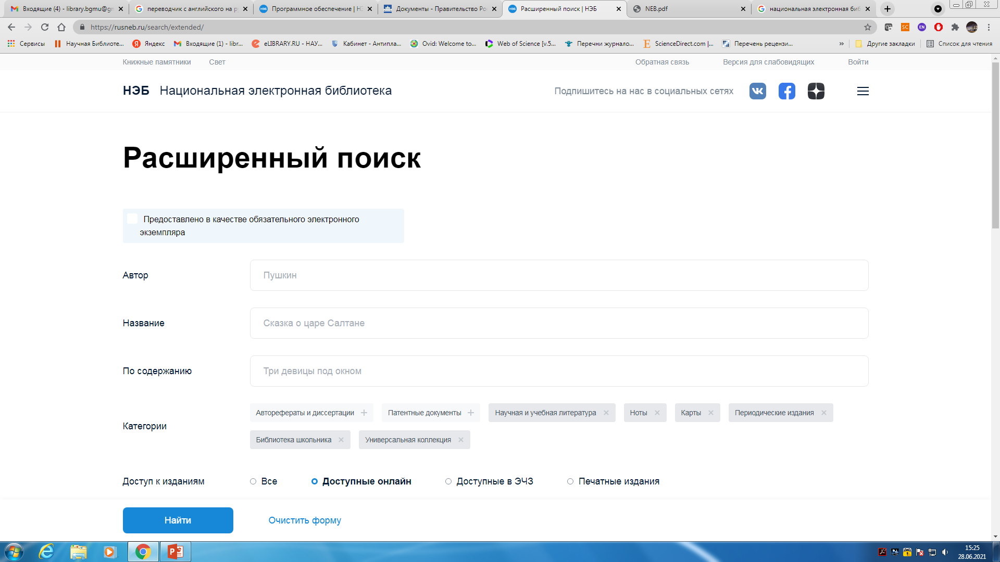 Входящие (4) - library.bgmu@gm
переводчик с английского на ру
Программное обеспечение | НЭ
Документы - Правительство Рос
Расширенный поиск | НЭБ
NEB.pdf
национальная электронная биб
https://rusneb.ru/search/extended/
Сервисы
Научная Библиоте...
Яндекс
Входящие (1) - libr...
eLIBRARY.RU - НАУ...
Кабинет - Антипла...
Ovid: Welcome to...
Web of Science [v.5...
Перечни журнало...
ScienceDirect.com |...
Перечень рецензи...
»
Другие закладки
Список для чтения
Книжные памятники Свет Обратная связь Версия для слабовидящих Войти
НЭБ Национальная электронная библиотека Подпишитесь на нас в социальных сетях
Расширенный поиск
Предоставлено в качестве обязательного электронного
экземпляра
Автор Пушкин
Название Сказка о царе Салтане
По содержанию Три девицы под окном
Категории
Авторефераты и диссертации Патентные документы Научная и учебная литература Ноты Карты Периодические издания
Библиотека школьника Универсальная коллекция
Доступ к изданиям Все Доступные онлайн Доступные в ЭЧЗ Печатные издания
Найти Очистить форму
15:25
28.06.2021